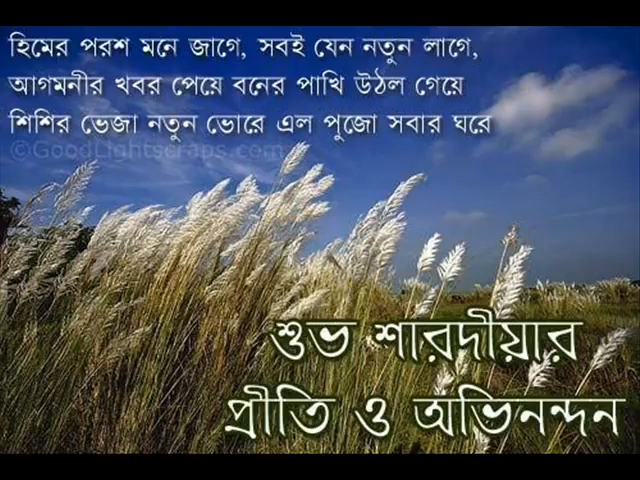 হিমের পরশ মনে জাগে, সবই যেন নতুন লাগে,
আগমনীর খবর পেয়ে বনের পাখি উঠল গেয়ে
শিশির ভেজা নতুন ভোরে এল পুজো সবার ঘরে
©GoodLightscraps.com
শুভ শারদীয়ার
প্রীতি ও অভিনন্দন